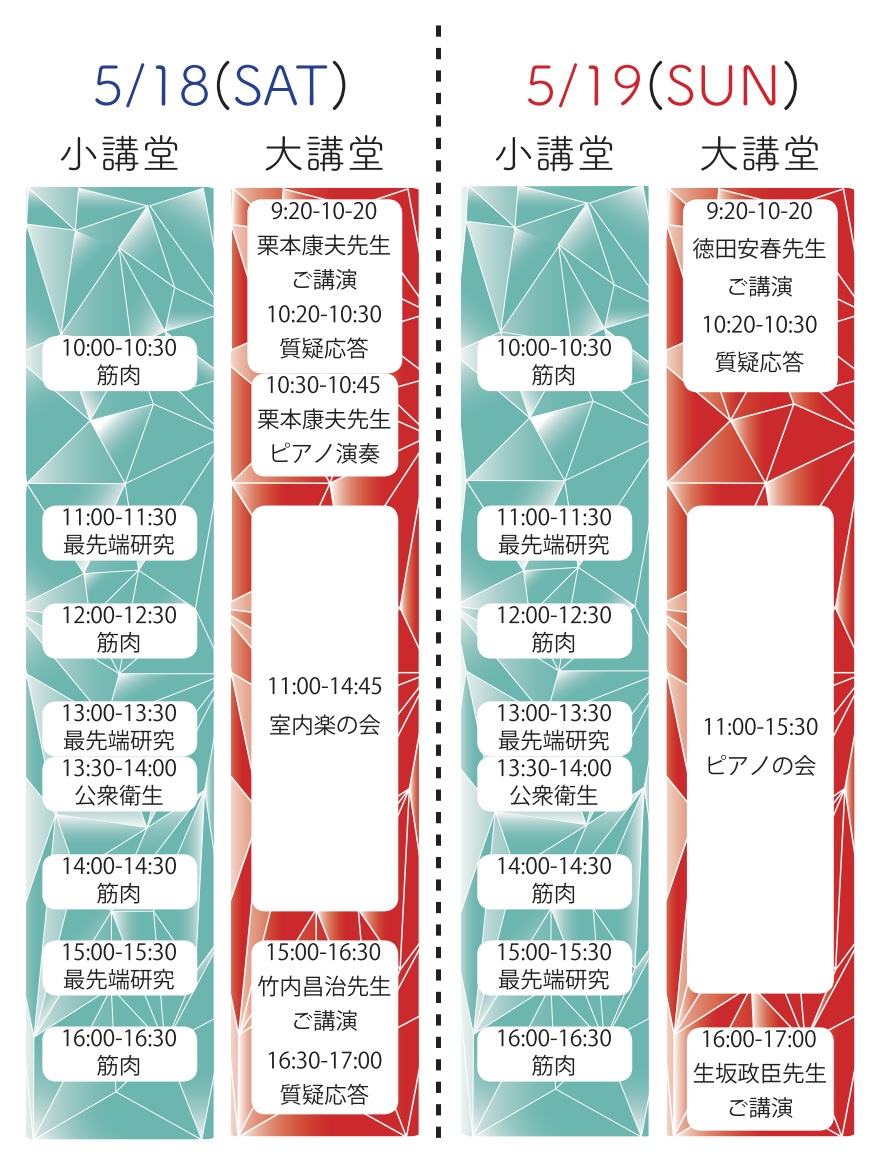 5/18(SAT)
小講堂
10:00-10:30
筋肉
11:00-11:30
最先端研究
12:00-12:30
筋肉
13:00-13:30
最先端研究
13:30-14:00
公衆衛生
14:00-14:30
筋肉
15:00-15:30
最先端研究
16:00-16:30
筋肉
大講堂
9:20-10-20
栗本康夫先生
ご講演
10:20-10:30
質疑応答
10:30-10:45
栗本康夫先生
ピアノ演奏
11:00-14:45
室内楽の会
15:00-16:30
竹内昌治先生
ご講演
16:30-17:00
質疑応答
5/19(SUN)
小講堂
10:00-10:30
筋肉
11:00-11:30
最先端研究
12:00-12:30
筋肉
13:00-13:30
最先端研究
13:30-14:00
公衆衛生
14:00-14:30
筋肉
15:00-15:30
最先端研究
16:00-16:30
筋肉
大講堂
9:20-10-20
徳田安春先生
ご講演
10:20-10:30
質疑応答
11:00-15:30
ピアノの会
16:00-17:00
生坂政臣先生
ご講演